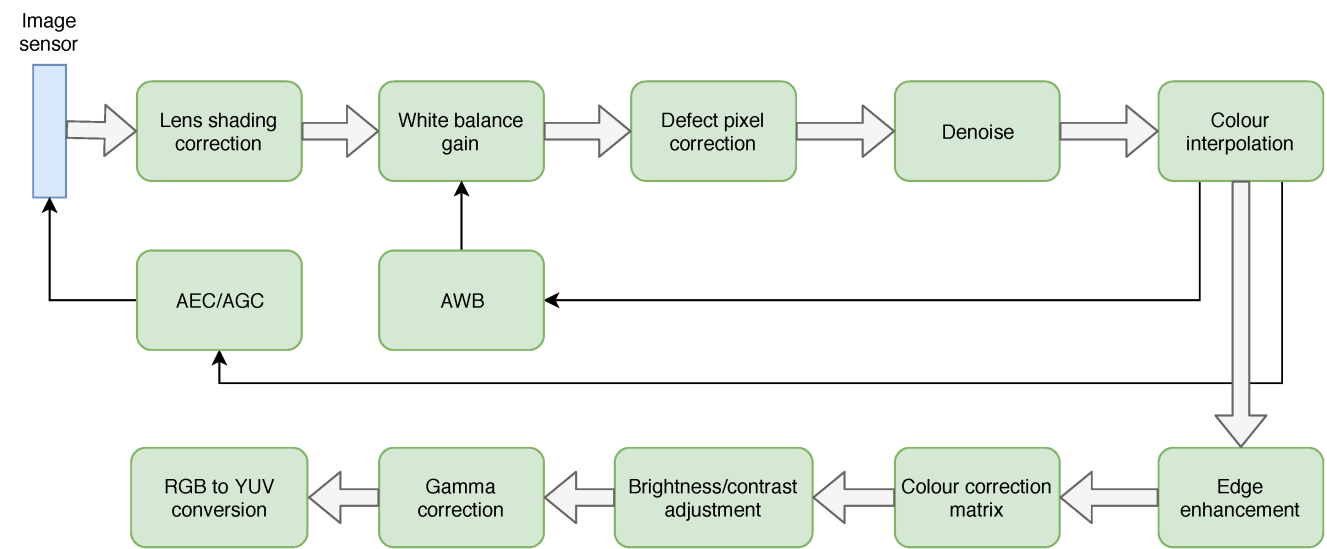 Image
sensor
Lens shading
correction
White balance
gain
Defect pixel
correction
Denoise
Colour
interpolation
AEC/AGC
AWB
RGB to YUV
conversion
Gamma
correction
Brightness/contrast
adjustment
Colour correction
matrix
Edge
enhancement